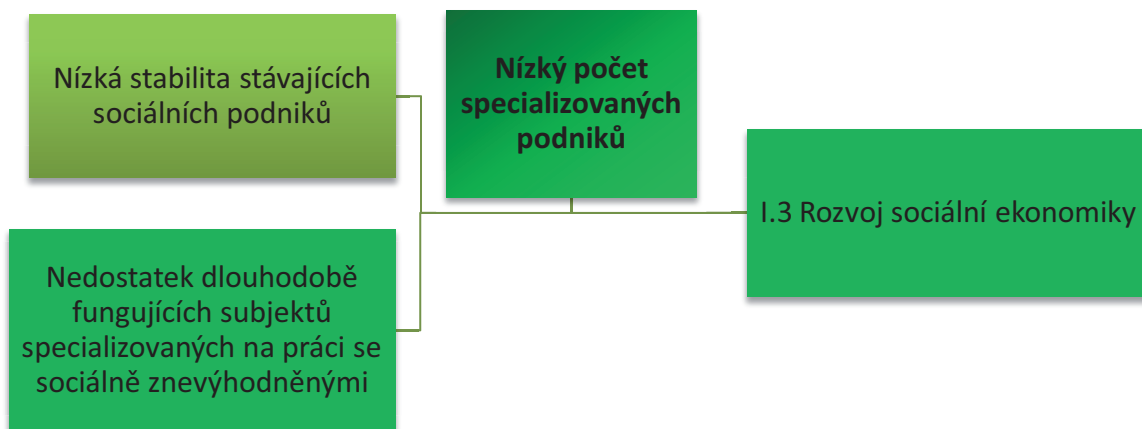 Nízká stabilita stávajících
sociálních podniků
Nízký počet
specializovaných
podniků
I.3 Rozvoj sociální ekonomiky
Nedostatek dlouhodobě
fungujících subjektů
specializovaných na práci se
sociálně znevýhodněnými